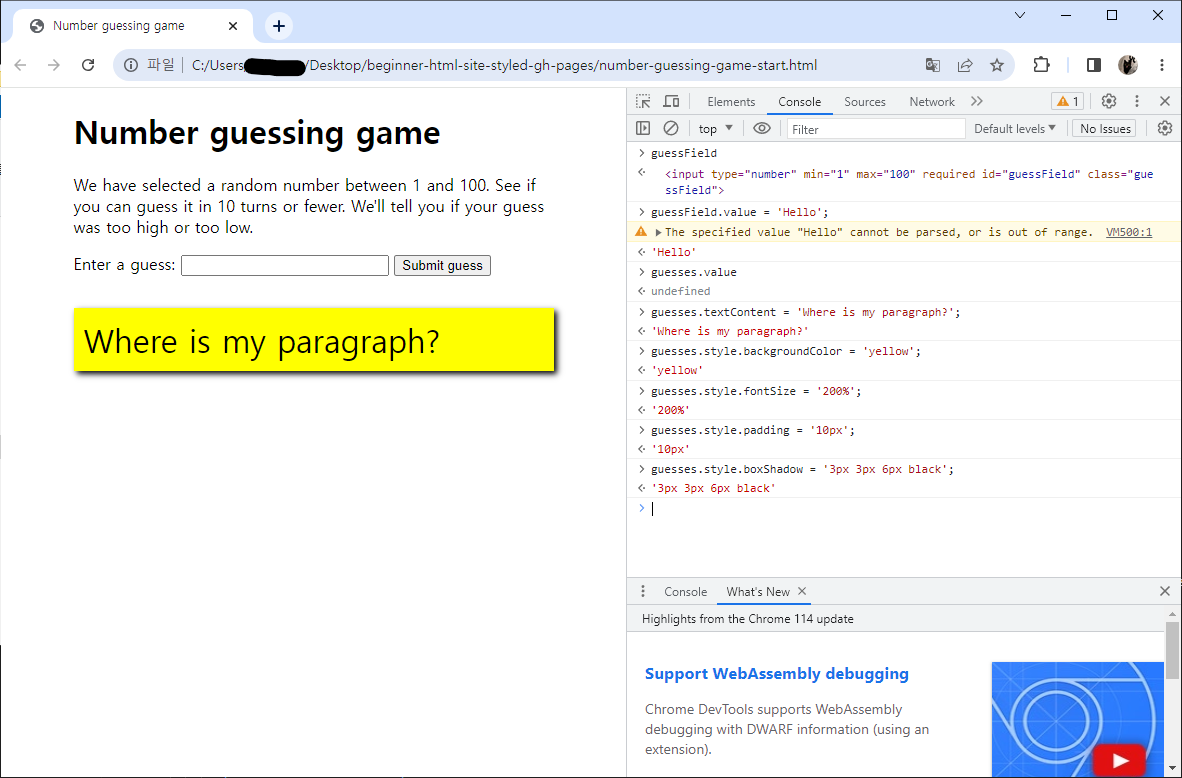 Number guessing game
파일 C:/Users/ /Desktop/beginner-html-site-styled-gh-pages/number-guessing-game-start.html
Number guessing game
We have selected a random number between 1 and 100. See if
you can guess it in 10 turns or fewer. We'll tell you if your guess
was too high or too low.
Enter a guess:
Submit guess
Where is my paragraph?
Elements Console Sources Network 1
top Filter Default levels No Issues
guessField
<input type="number" min="1" max="100" required id="guessField" class="gue
ssField">
guessField.value = 'Hello';
The specified value "Hello" cannot be parsed, or is out of range. VM500:1
'Hello'
guesses.value
undefined
guesses.textContent = 'Where is my paragraph?';
'Where is my paragraph?'
guesses.style.backgroundColor = 'yellow';
'yellow'
guesses.style.fontSize = '200%';
'200%'
guesses.style.padding = '10px';
'10px'
guesses.style.boxShadow = '3px 3px 6px black';
'3px 3px 6px black'
Console What's New
Highlights from the Chrome 114 update
Support WebAssembly debugging
Chrome DevTools supports WebAssembly
debugging with DWARF information (using an
extension).